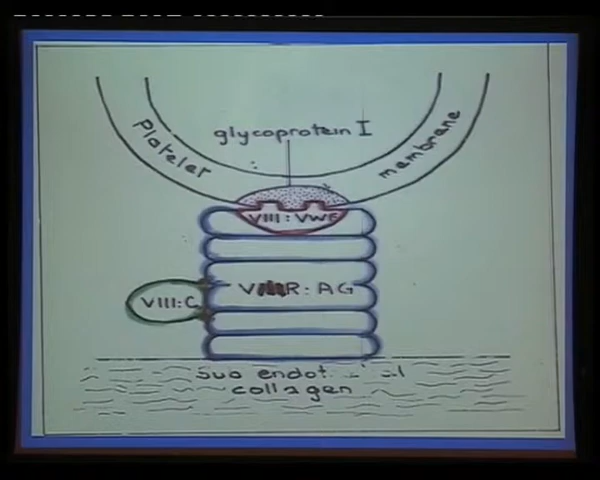 glycoprotein I
Platelet
membrane
VIII: VWF
VIII:C
R: AG
collagen